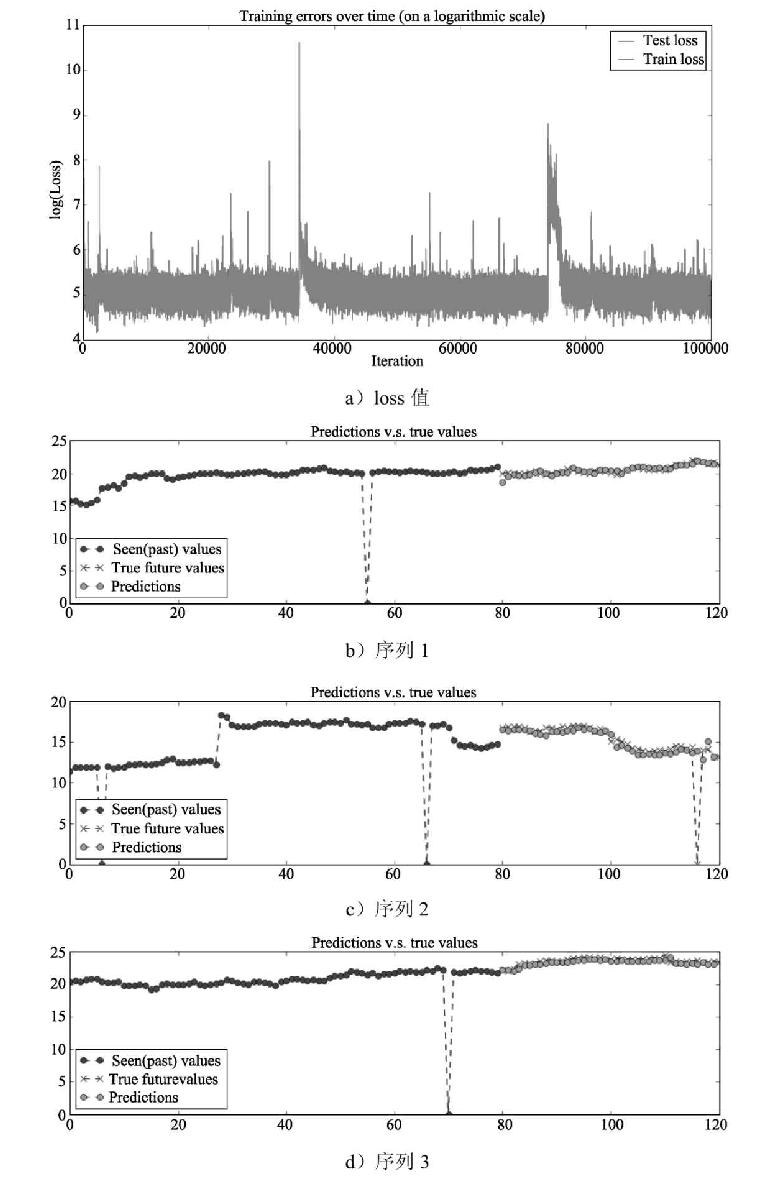 Training errors over time (on a logarithmic scale)
11
10
9
8
7
6
5
4
log(Loss)
Test loss
Train loss
0 20000 40000 60000 80000 100000
Iteration
a）loss 值
Predictions v.s. true values
25
20
15
10
5
0
Seen(past) values
True future values
Predictions
0 20 40 60 80 100 120
b）序列 1
Predictions v.s. true values
20
15
10
5
0
Seen(past) values
True future values
Predictions
0 20 40 60 80 100 120
c）序列 2
Predictions v.s. true values
25
20
15
10
5
0
Seen(past) values
True futurevalues
Predictions
0 20 40 60 80 100 120
d）序列 3